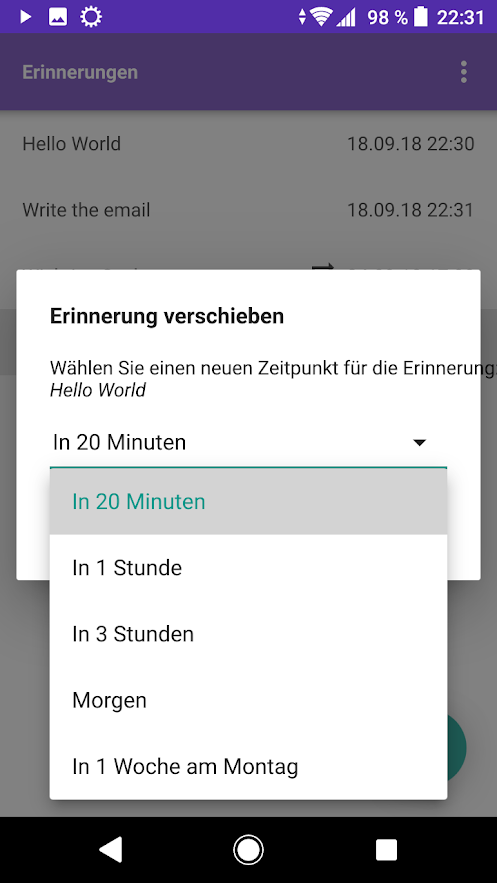 98 % 22:31
Erinnerungen
Hello World 18.09.18 22:30
Write the email 18.09.18 22:31
Erinnerung verschieben
Wählen Sie einen neuen Zeitpunkt für die Erinnerung:
Hello World
In 20 Minuten
In 20 Minuten
In 1 Stunde
In 3 Stunden
Morgen
In 1 Woche am Montag